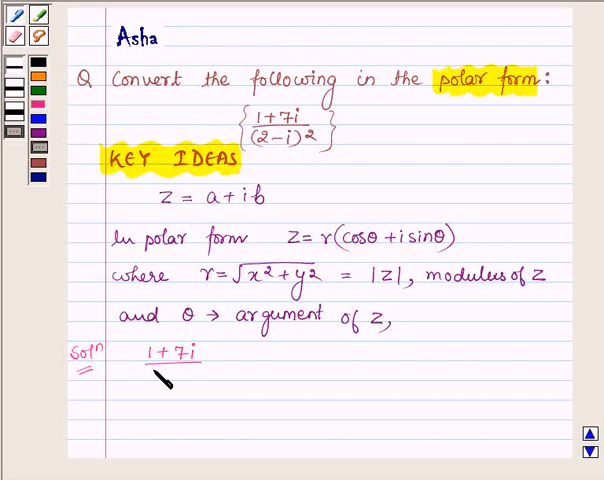 Asha
Q Convert the following in the polar form:
{ 1+7i / (2-i)² }
KEY IDEAS
z = a+ib
In polar form z = r(cosθ + i sinθ)
where r = √x²+y² = |z|, modulus of z
and θ → argument of z,
Solⁿ 1+7i